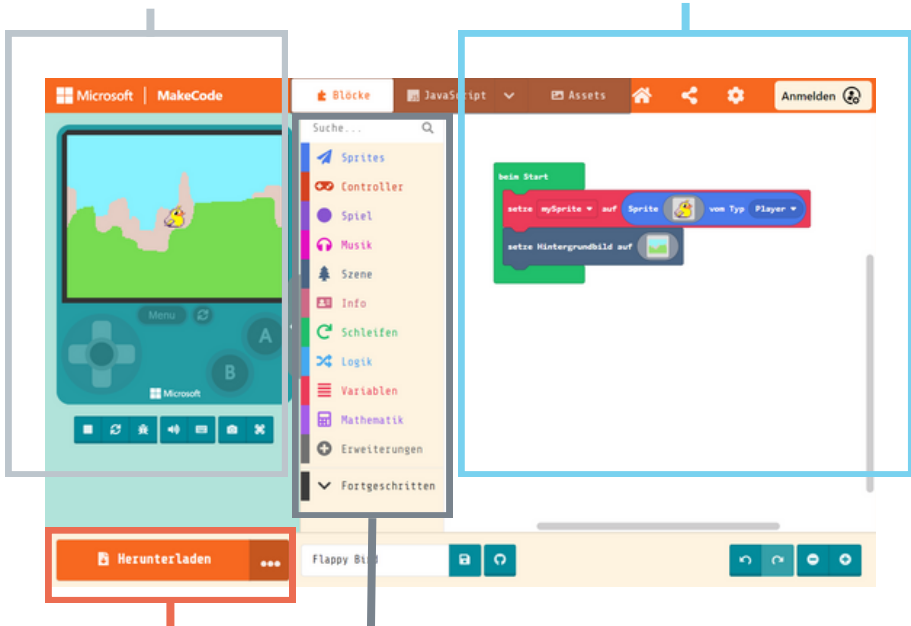 Microsoft | MakeCode
Blöcke
JavaScript
Assets
Anmelden
Suche...
Sprites
Controller
Spiel
Musik
Szene
Info
Schleifen
Logik
Variablen
Mathematik
Erweiterungen
Fortgeschritten
Menu
A
B
Microsoft
beim Start
setze mySprite auf Sprite vom Typ Player
setze Hintergrundbild auf
Herunterladen
Flappy Bird